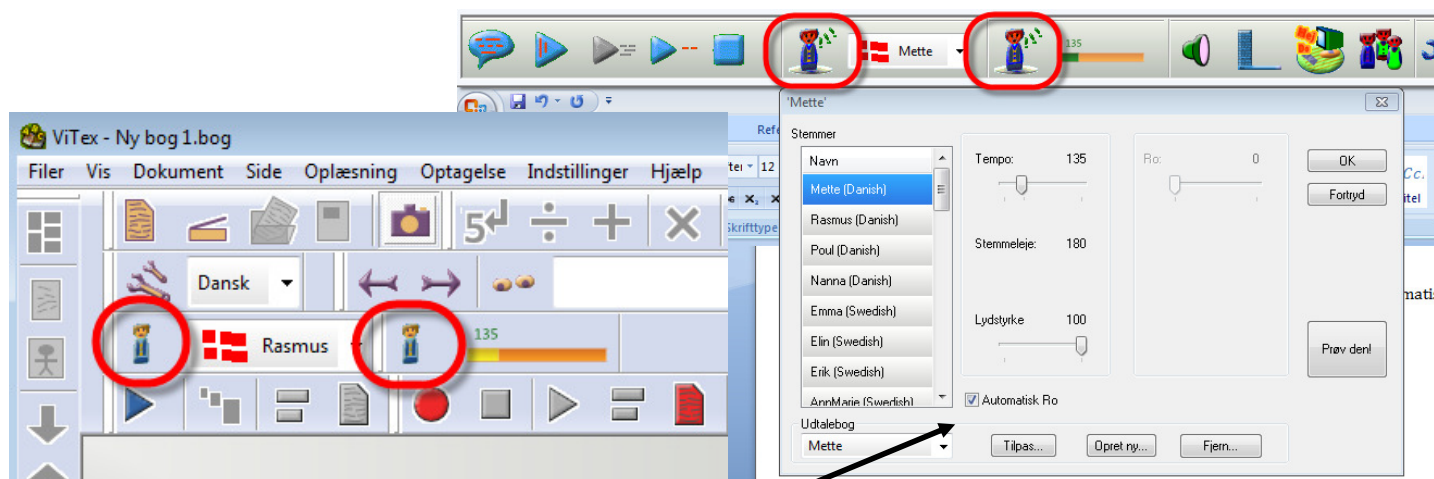 Mette
135
ViTex - Ny bog 1.bog
Filer Vis Dokument Side Oplæsning Optagelse Indstillinger Hjælp
Dansk
Rasmus
135
12
Skrifttype
'Mette'
Stemmer
Navn
Mette (Danish)
Rasmus (Danish)
Poul (Danish)
Nanna (Danish)
Emma (Swedish)
Elin (Swedish)
Erik (Swedish)
AnnMarie (Swedish)
Tempo: 135
Stemmeleje: 180
Lydstyrke 100
Ro: 0
OK
Fortryd
Prøv den!
Automatisk Ro
Udtalebog
Mette
Tilpas...
Opret ny...
Fjern...